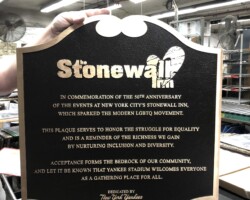 The
Stonewall
Inn
IN COMMEMORATION OF THE 50TH ANNIVERSARY
OF THE EVENTS AT NEW YORK CITY'S STONEWALL INN,
WHICH SPARKED THE MODERN LGBTQ MOVEMENT.
THIS PLAQUE SERVES TO HONOR THE STRUGGLE FOR EQUALITY
AND IS A REMINDER OF THE RICHNESS WE GAIN
BY NURTURING INCLUSION AND DIVERSITY.
ACCEPTANCE FORMS THE BEDROCK OF OUR COMMUNITY,
AND LET IT BE KNOWN THAT YANKEE STADIUM WELCOMES EVERYONE
AS A GATHERING PLACE FOR ALL.
DEDICATED BY
New York Yankees